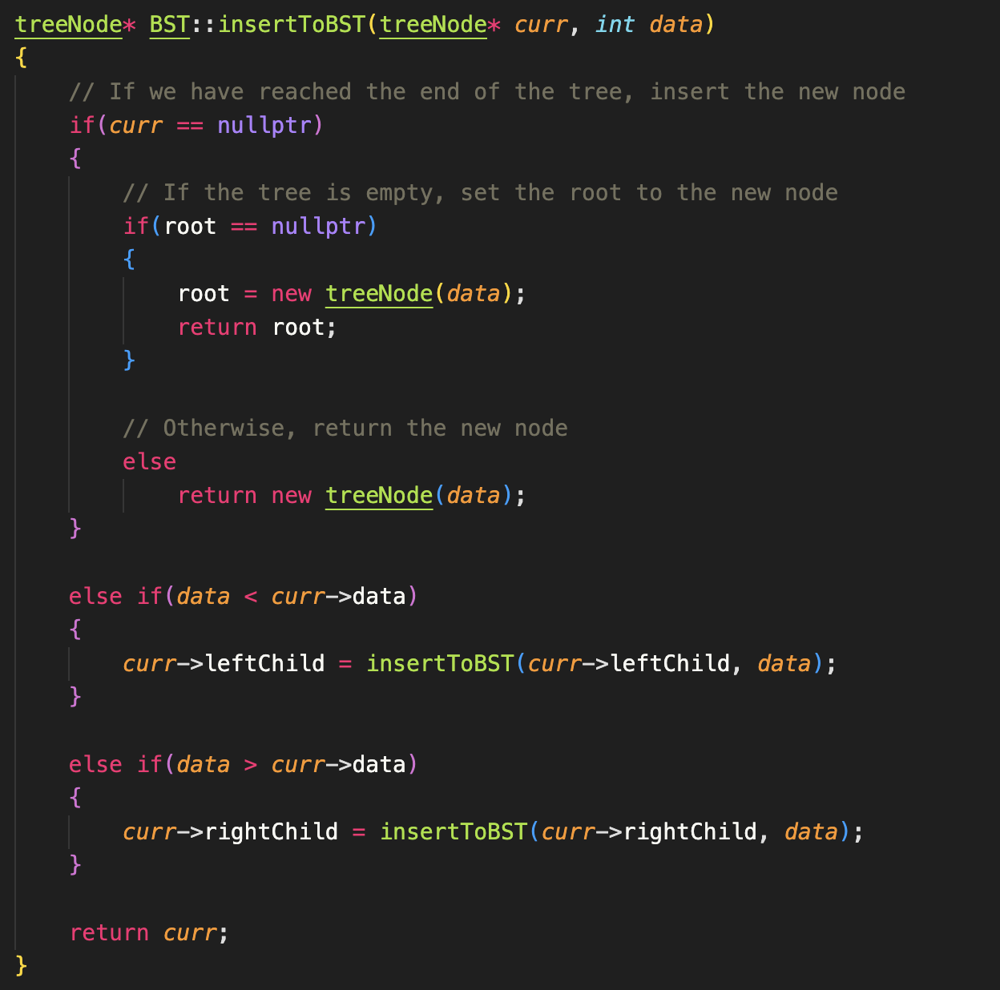 treeNode* BST::insertToBST(treeNode* curr, int data)
{
    // If we have reached the end of the tree, insert the new node
    if(curr == nullptr)
    {
        // If the tree is empty, set the root to the new node
        if(root == nullptr)
        {
            root = new treeNode(data);
            return root;
        }

        // Otherwise, return the new node
        else
            return new treeNode(data);
    }

    else if(data < curr->data)
    {
        curr->leftChild = insertToBST(curr->leftChild, data);
    }

    else if(data > curr->data)
    {
        curr->rightChild = insertToBST(curr->rightChild, data);
    }

    return curr;
}